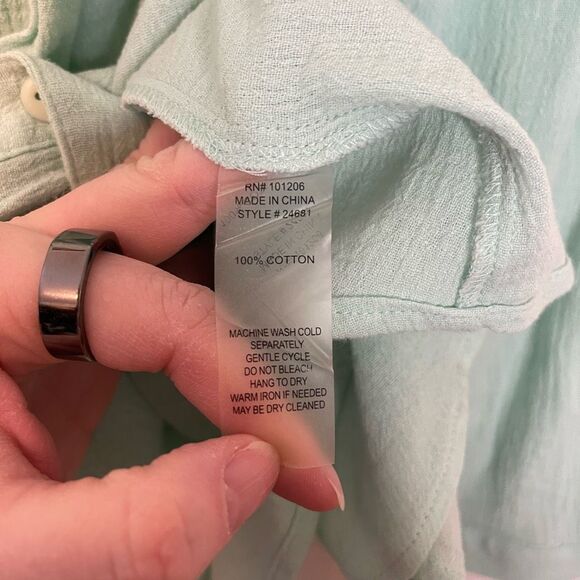 RN# 101206
MADE IN CHINA
STYLE # 24681
100% COTTON
MACHINE WASH COLD
SEPARATELY
GENTLE CYCLE
DO NOT BLEACH
HANG TO DRY
WARM IRON IF NEEDED
MAY BE DRY CLEANED